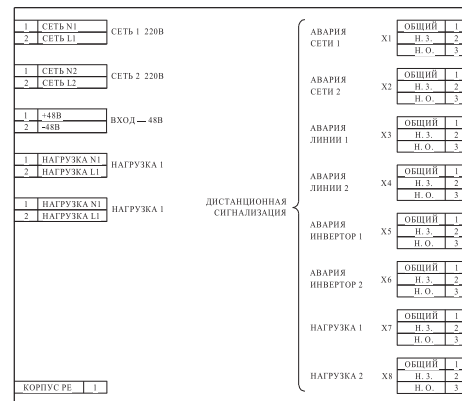 1 СЕТЬ N1
2 СЕТЬ L1
СЕТЬ 1 220В
1 СЕТЬ N2
2 СЕТЬ L2
СЕТЬ 2 220В
1 +48В
2 -48В
ВХОД — 48В
1 НАГРУЗКА N1
2 НАГРУЗКА L1
НАГРУЗКА 1
1 НАГРУЗКА N1
2 НАГРУЗКА L1
НАГРУЗКА 1
КОРПУС PE 1
ДИСТАНЦИОННАЯ
СИГНАЛИЗАЦИЯ
АВАРИЯ
СЕТИ 1
X1
ОБЩИЙ 1
Н. З. 2
Н. О. 3
АВАРИЯ
СЕТИ 2
X2
ОБЩИЙ 1
Н. З. 2
Н. О. 3
АВАРИЯ
ЛИНИИ 1
X3
ОБЩИЙ 1
Н. З. 2
Н. О. 3
АВАРИЯ
ЛИНИИ 2
X4
ОБЩИЙ 1
Н. З. 2
Н. О. 3
АВАРИЯ
ИНВЕРТОР 1
X5
ОБЩИЙ 1
Н. З. 2
Н. О. 3
АВАРИЯ
ИНВЕРТОР 2
X6
ОБЩИЙ 1
Н. З. 2
Н. О. 3
НАГРУЗКА 1
X7
ОБЩИЙ 1
Н. З. 2
Н. О. 3
НАГРУЗКА 2
X8
ОБЩИЙ 1
Н. З. 2
Н. О. 3